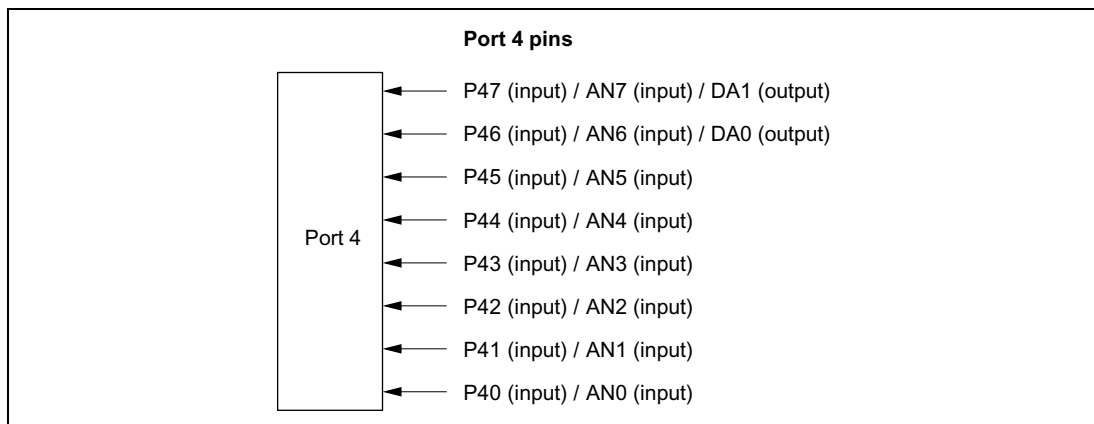 Port 4 pins
P47 (input) / AN7 (input) / DA1 (output)
P46 (input) / AN6 (input) / DA0 (output)
P45 (input) / AN5 (input)
P44 (input) / AN4 (input)
Port 4
P43 (input) / AN3 (input)
P42 (input) / AN2 (input)
P41 (input) / AN1 (input)
P40 (input) / AN0 (input)